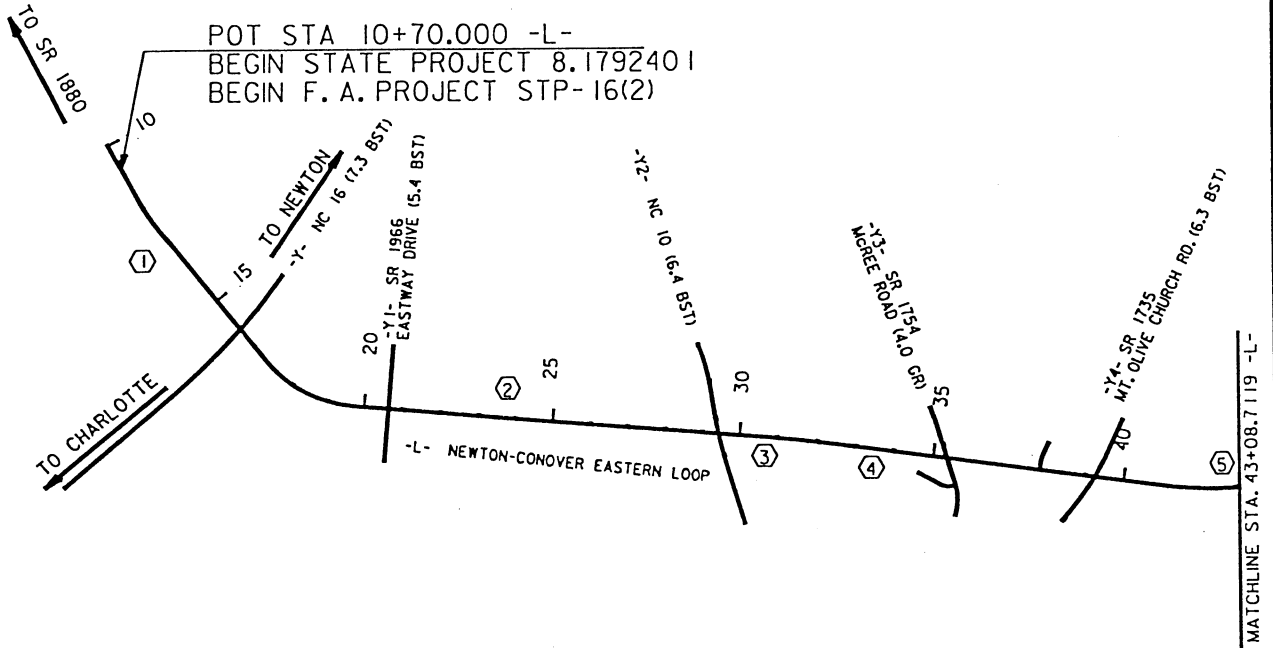 TO SR 1880
POT STA 10+70.000 -L-
BEGIN STATE PROJECT 8.1792401
BEGIN F. A. PROJECT STP-16(2)
10
1
TO NEWTON
-Y- NC 16 (7.3 BST)
15
TO CHARLOTTE
20
-Y1- SR 1966
EASTWAY DRIVE (5.4 BST)
2
25
-L- NEWTON-CONOVER EASTERN LOOP
-Y2- NC 10 (6.4 BST)
30
3
4
-Y3- SR 1754
McREE ROAD (4.0 GR)
35
-Y4- SR 1735
MT. OLIVE CHURCH RD. (6.3 BST)
40
5
MATCHLINE STA. 43+08.7119 -L-